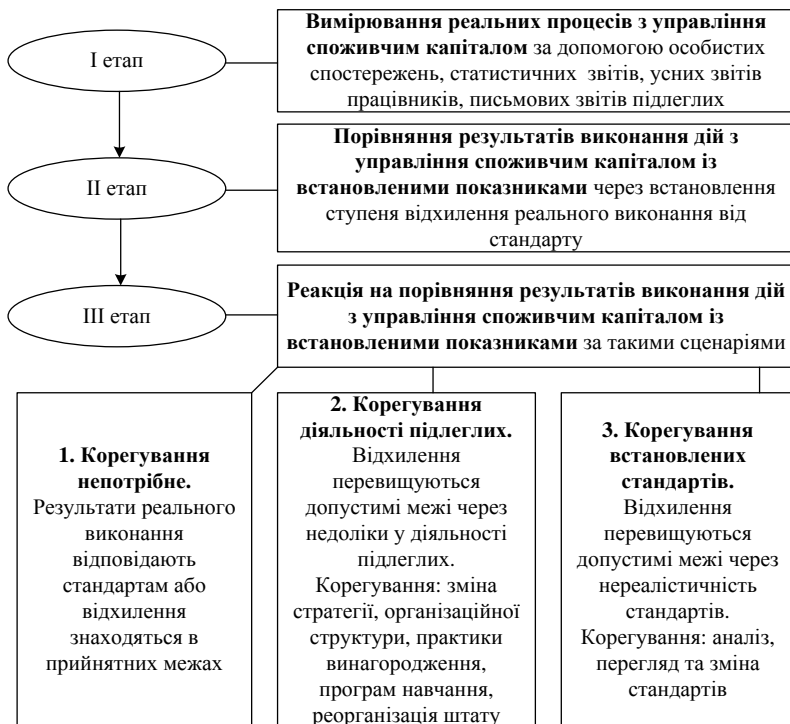 І етап
Вимірювання реальних процесів з управління
споживчим капіталом за допомогою особистих
спостережень, статистичних звітів, усних звітів
працівників, письмових звітів підлеглих
ІІ етап
Порівняння результатів виконання дій з
управління споживчим капіталом із
встановленими показниками через встановлення
ступеня відхилення реального виконання від
стандарту
ІІІ етап
Реакція на порівняння результатів виконання дій
з управління споживчим капіталом із
встановленими показниками за такими сценаріями
1. Корегування
непотрібне.
Результати реального
виконання
відповідають
стандартам або
відхилення
знаходяться в
прийнятних межах
2. Корегування
діяльності підлеглих.
Відхилення
перевищуються
допустимі межі через
недоліки у діяльності
підлеглих.
Корегування: зміна
стратегії, організаційної
структури, практики
винагородження,
програм навчання,
реорганізація штату
3. Корегування
встановлених
стандартів.
Відхилення
перевищуються
допустимі межі через
нереалістичність
стандартів.
Корегування: аналіз,
перегляд та зміна
стандартів